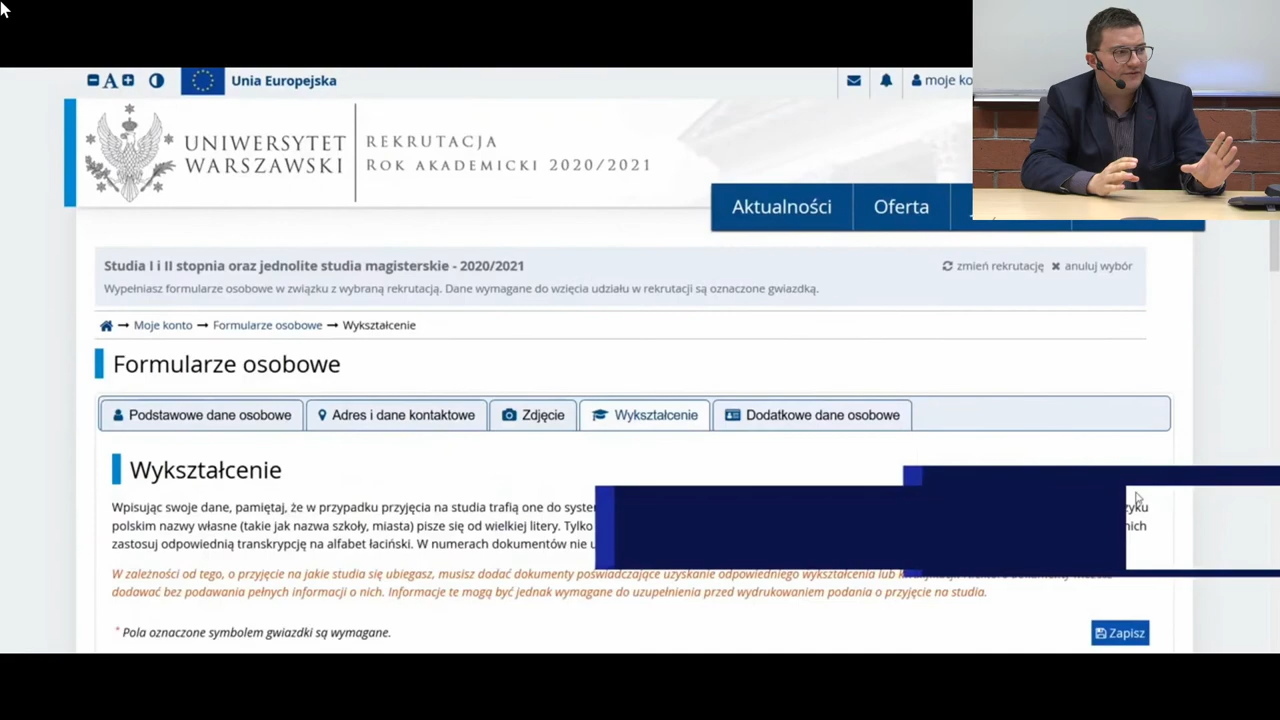 A
Unia Europejska
moje ko
UNIWERSYTET
WARSZAWSKI
REKRUTACJA
ROK AKADEMICKI 2020/2021
Aktualności Oferta
Studia I i II stopnia oraz jednolite studia magisterskie - 2020/2021
zmień rekrutację anuluj wybór
Wypełniasz formularze osobowe w związku z wybraną rekrutacją. Dane wymagane do wzięcia udziału w rekrutacji są oznaczone gwiazdką.
Moje konto → Formularze osobowe → Wykształcenie
Formularze osobowe
Podstawowe dane osobowe Adres i dane kontaktowe Zdjęcie Wykształcenie Dodatkowe dane osobowe
Wykształcenie
Wpisując swoje dane, pamiętaj, że w przypadku przyjęcia na studia trafią one do syste
polskim nazwy własne (takie jak nazwa szkoły, miasta) pisze się od wielkiej litery. Tylko
zastosuj odpowiednią transkrypcję na alfabet łaciński. W numerach dokumentów nie u
W zależności od tego, o przyjęcie na jakie studia się ubiegasz, musisz dodać dokumenty poświadczające uzyskanie odpowiedniego wykształcenia lub
dodawać bez podawania pełnych informacji o nich. Informacje te mogą być jednak wymagane do uzupełnienia przed wydrukowaniem podania o przyjęcie na studia.
* Pola oznaczone symbolem gwiazdki są wymagane.
Zapisz